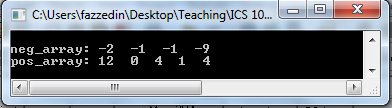 C:\Users\fazzedin\Desktop\Teaching\ICS 10...
neg_array: -2 -1 -1 -9
pos_array: 12 0 4 1 4